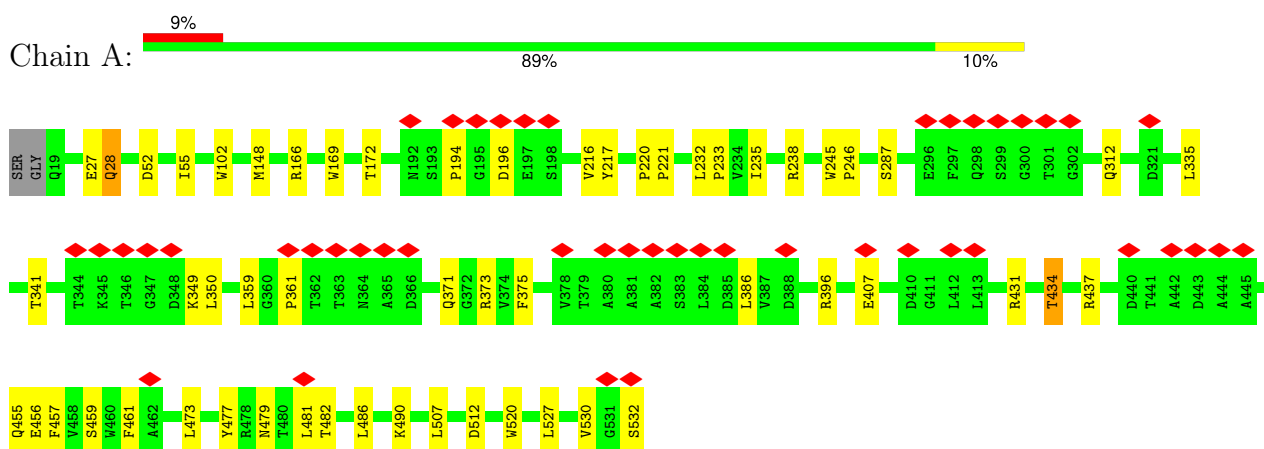 9%
Chain A:
89% 10%
SER GLY Q19 E27 Q28 D52 I55 W102 M148 R166 W169 T172 N192 S193 P194 G195 D196 E197 S198 V216 Y217 P220 P221 L232 P233 V234 I235 R238 W245 P246 S287 E296 F297 Q298 S299 G300 T301 G302 Q312 D321 L335
T341 T344 K345 T346 G347 D348 K349 L350 L359 G360 P361 T362 T363 N364 A365 D366 Q371 G372 R373 V374 F375 V378 T379 A380 A381 A382 S383 L384 D385 L386 V387 D388 R396 E407 D410 G411 L412 L413 R431 T434 R437 D440 T441 A442 D443 A444 A445
Q455 E456 F457 V458 S459 W460 F461 A462 L473 Y477 R478 N479 T480 L481 T482 L486 K490 L507 D512 W520 L527 V530 G531 S532